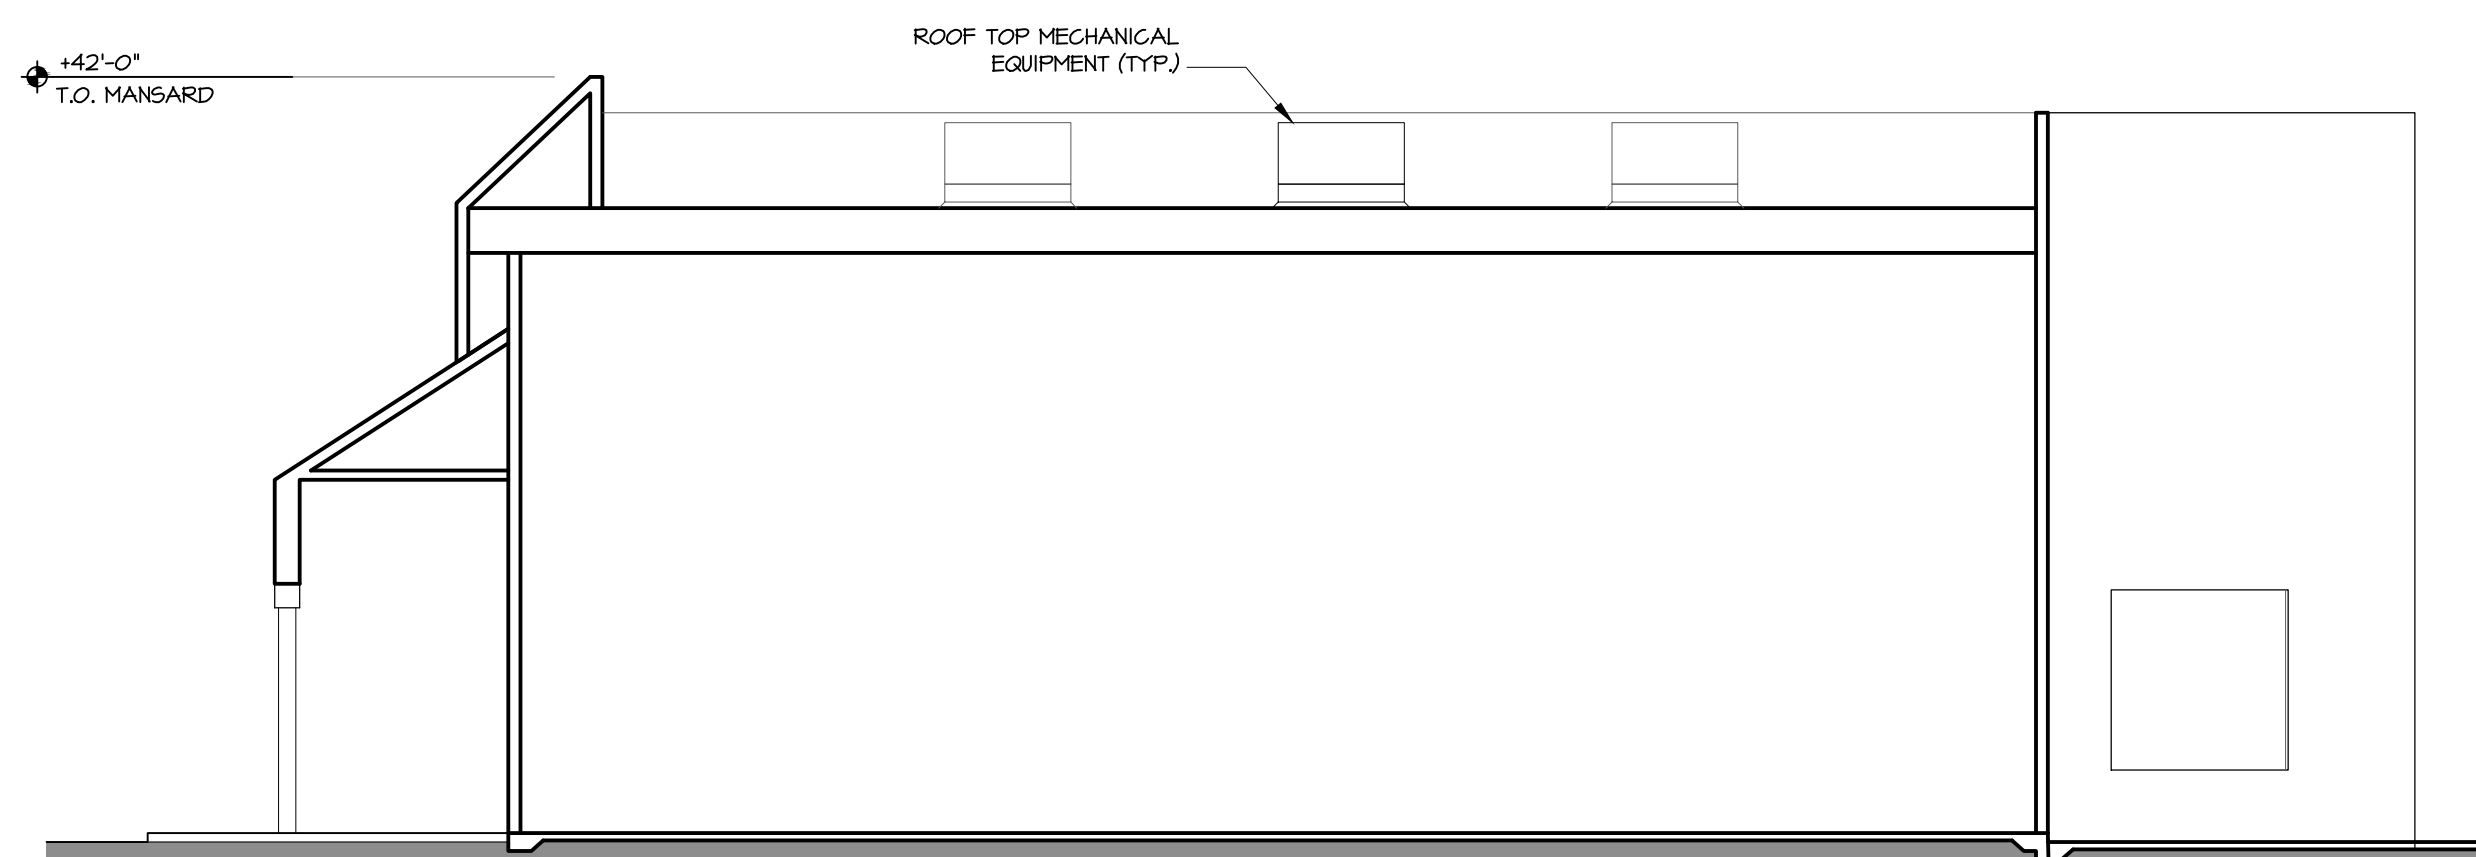 ROOF TOP MECHANICAL
EQUIPMENT (TYP.)
+42'-0"
T.O. MANSARD